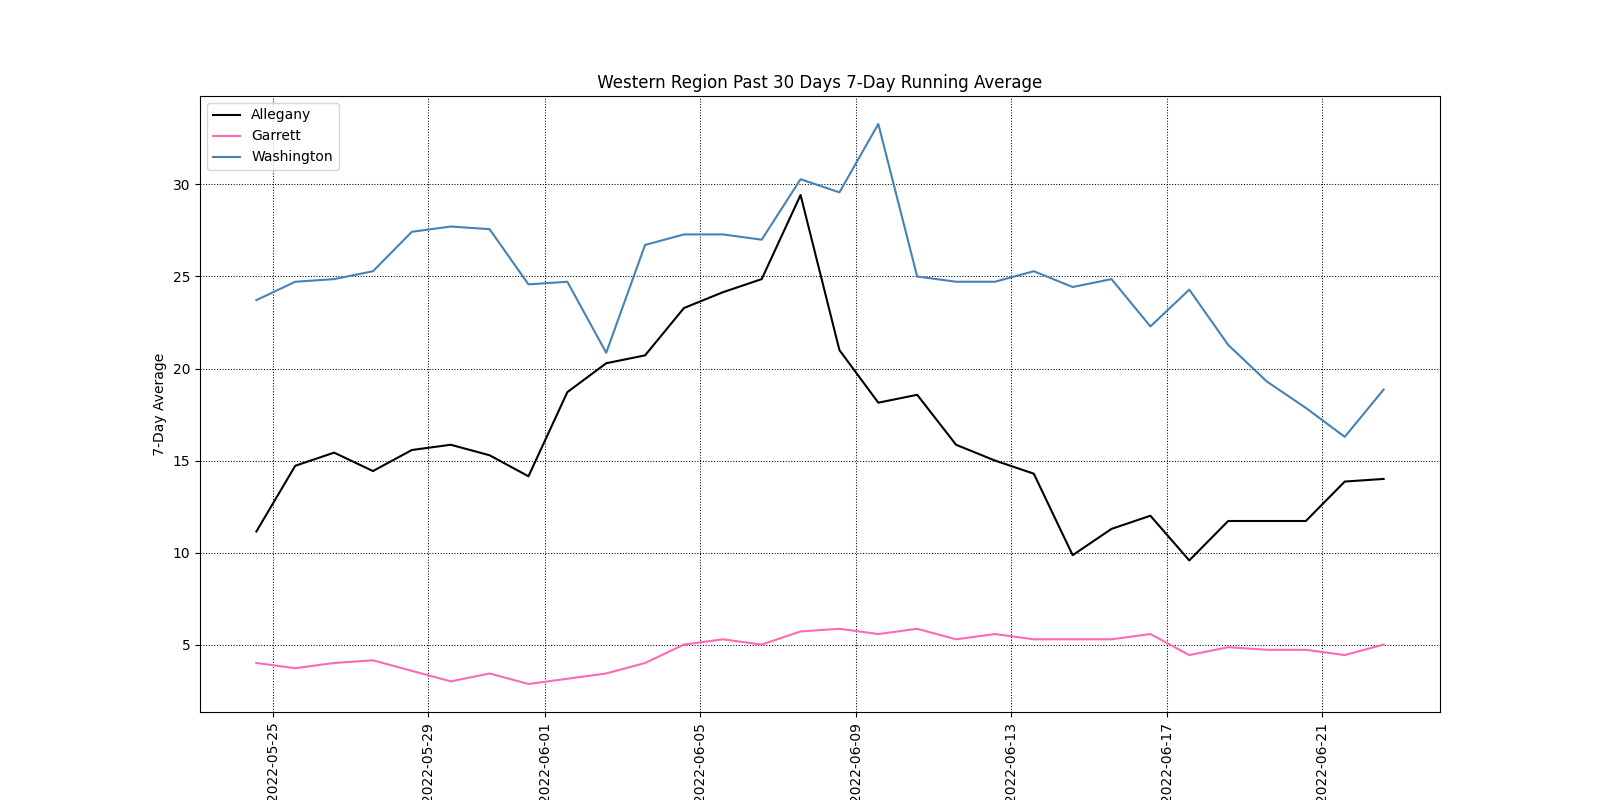 Western Region Past 30 Days 7-Day Running Average
Allegany
Garrett
Washington
30
25
20
15
10
5
7-Day Average
2022-05-25
2022-05-29
2022-06-01
2022-06-05
2022-06-09
2022-06-13
2022-06-17
2022-06-21